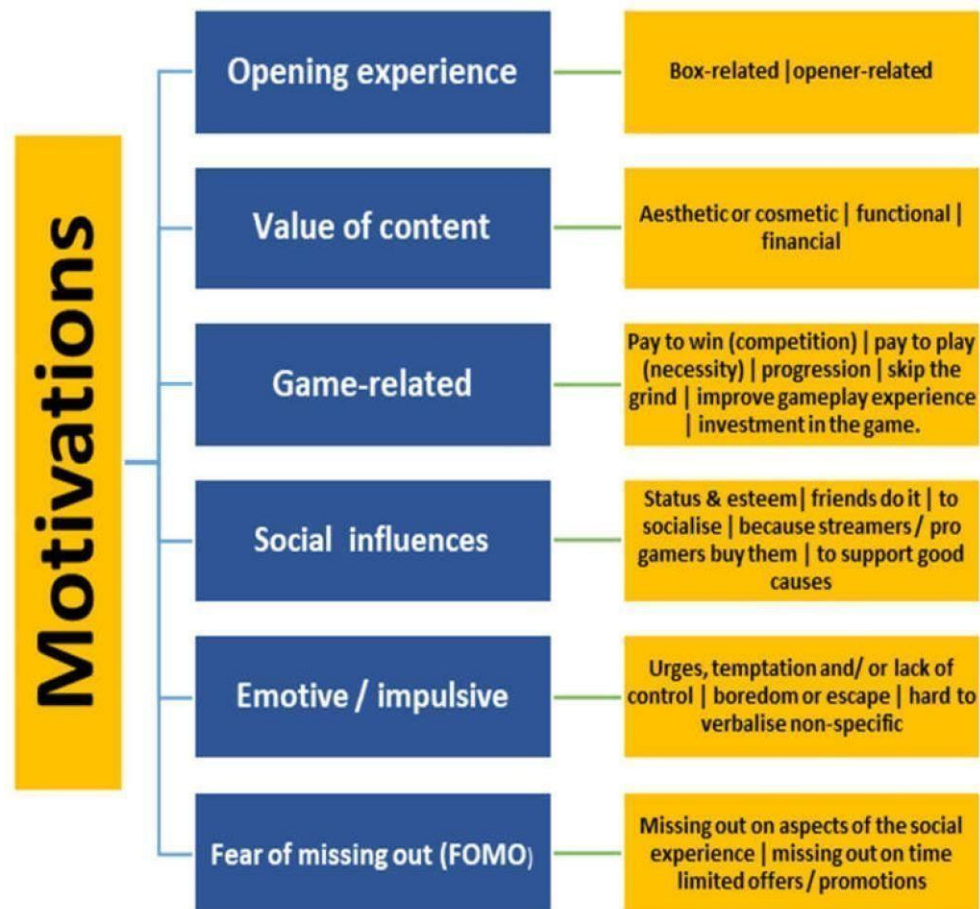 Motivations
Opening experience
Box-related | opener-related
Value of content
Aesthetic or cosmetic | functional |
financial
Game-related
Pay to win (competition) | pay to play
(necessity) | progression | skip the
grind | improve gameplay experience
| investment in the game.
Social influences
Status & esteem | friends do it | to
socialise | because streamers / pro
gamers buy them | to support good
causes
Emotive / impulsive
Urges, temptation and/ or lack of
control | boredom or escape | hard to
verbalise non-specific
Fear of missing out (FOMO)
Missing out on aspects of the social
experience | missing out on time
limited offers / promotions